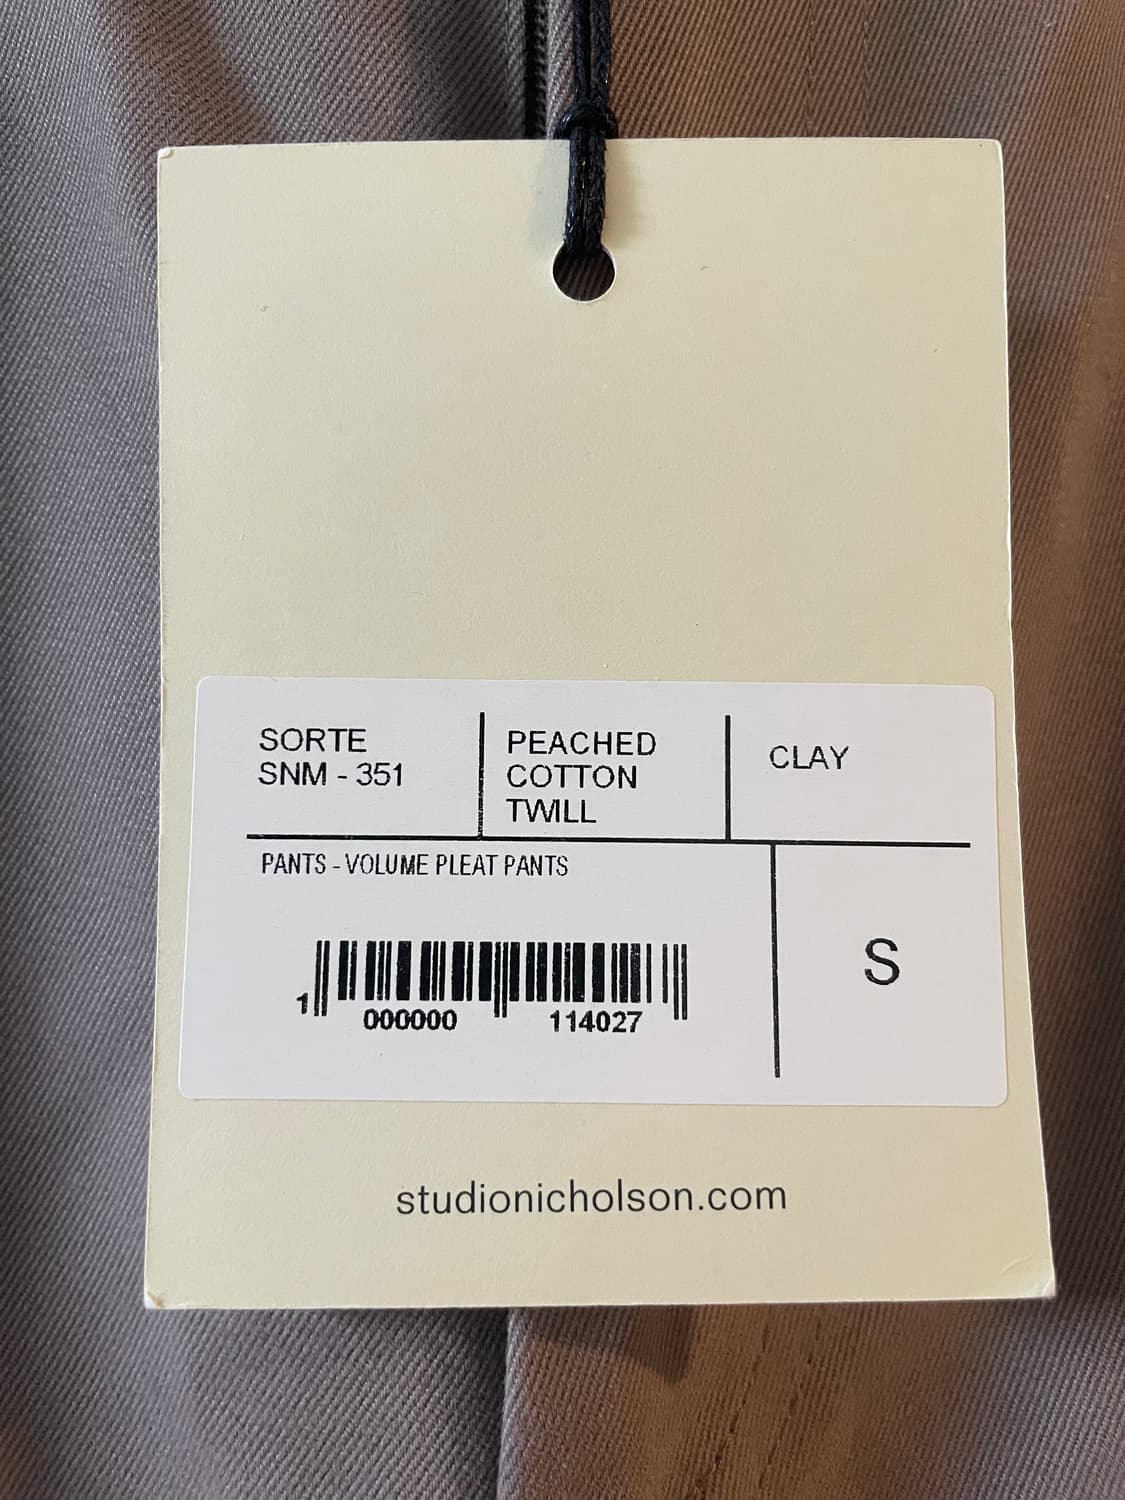 SORTE
SNM - 351
PEACHED
COTTON
TWILL
CLAY
PANTS - VOLUME PLEAT PANTS
S
1 000000 114027
studionicholson.com